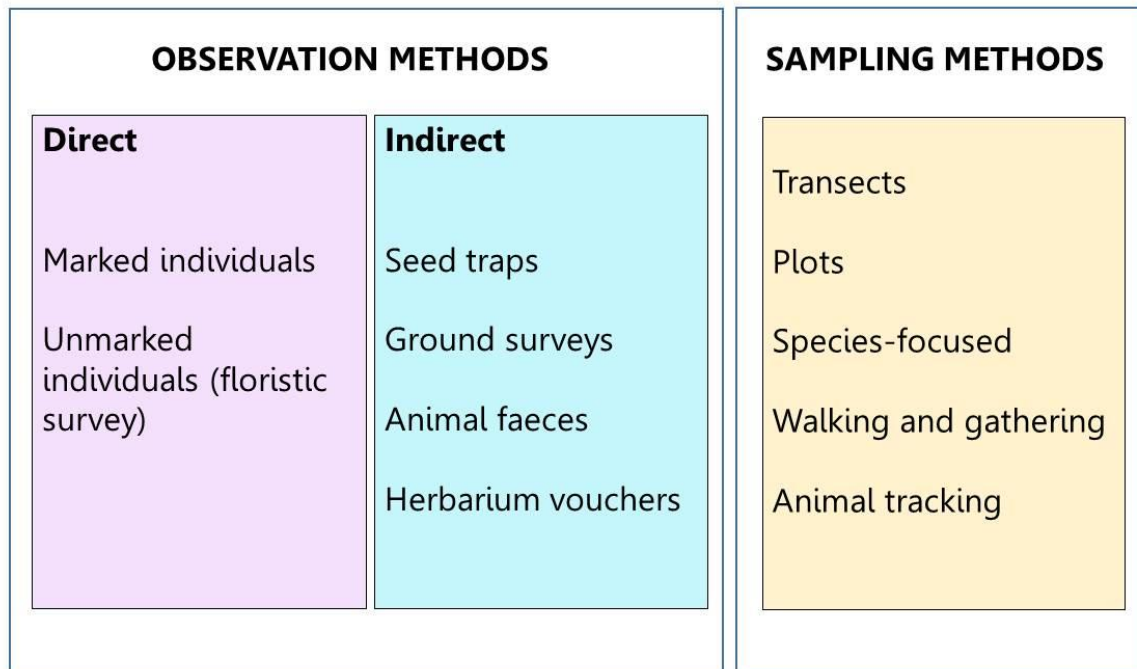 OBSERVATION METHODS
Direct
Marked individuals
Unmarked
individuals (floristic
survey)
Indirect
Seed traps
Ground surveys
Animal faeces
Herbarium vouchers
SAMPLING METHODS
Transects
Plots
Species-focused
Walking and gathering
Animal tracking